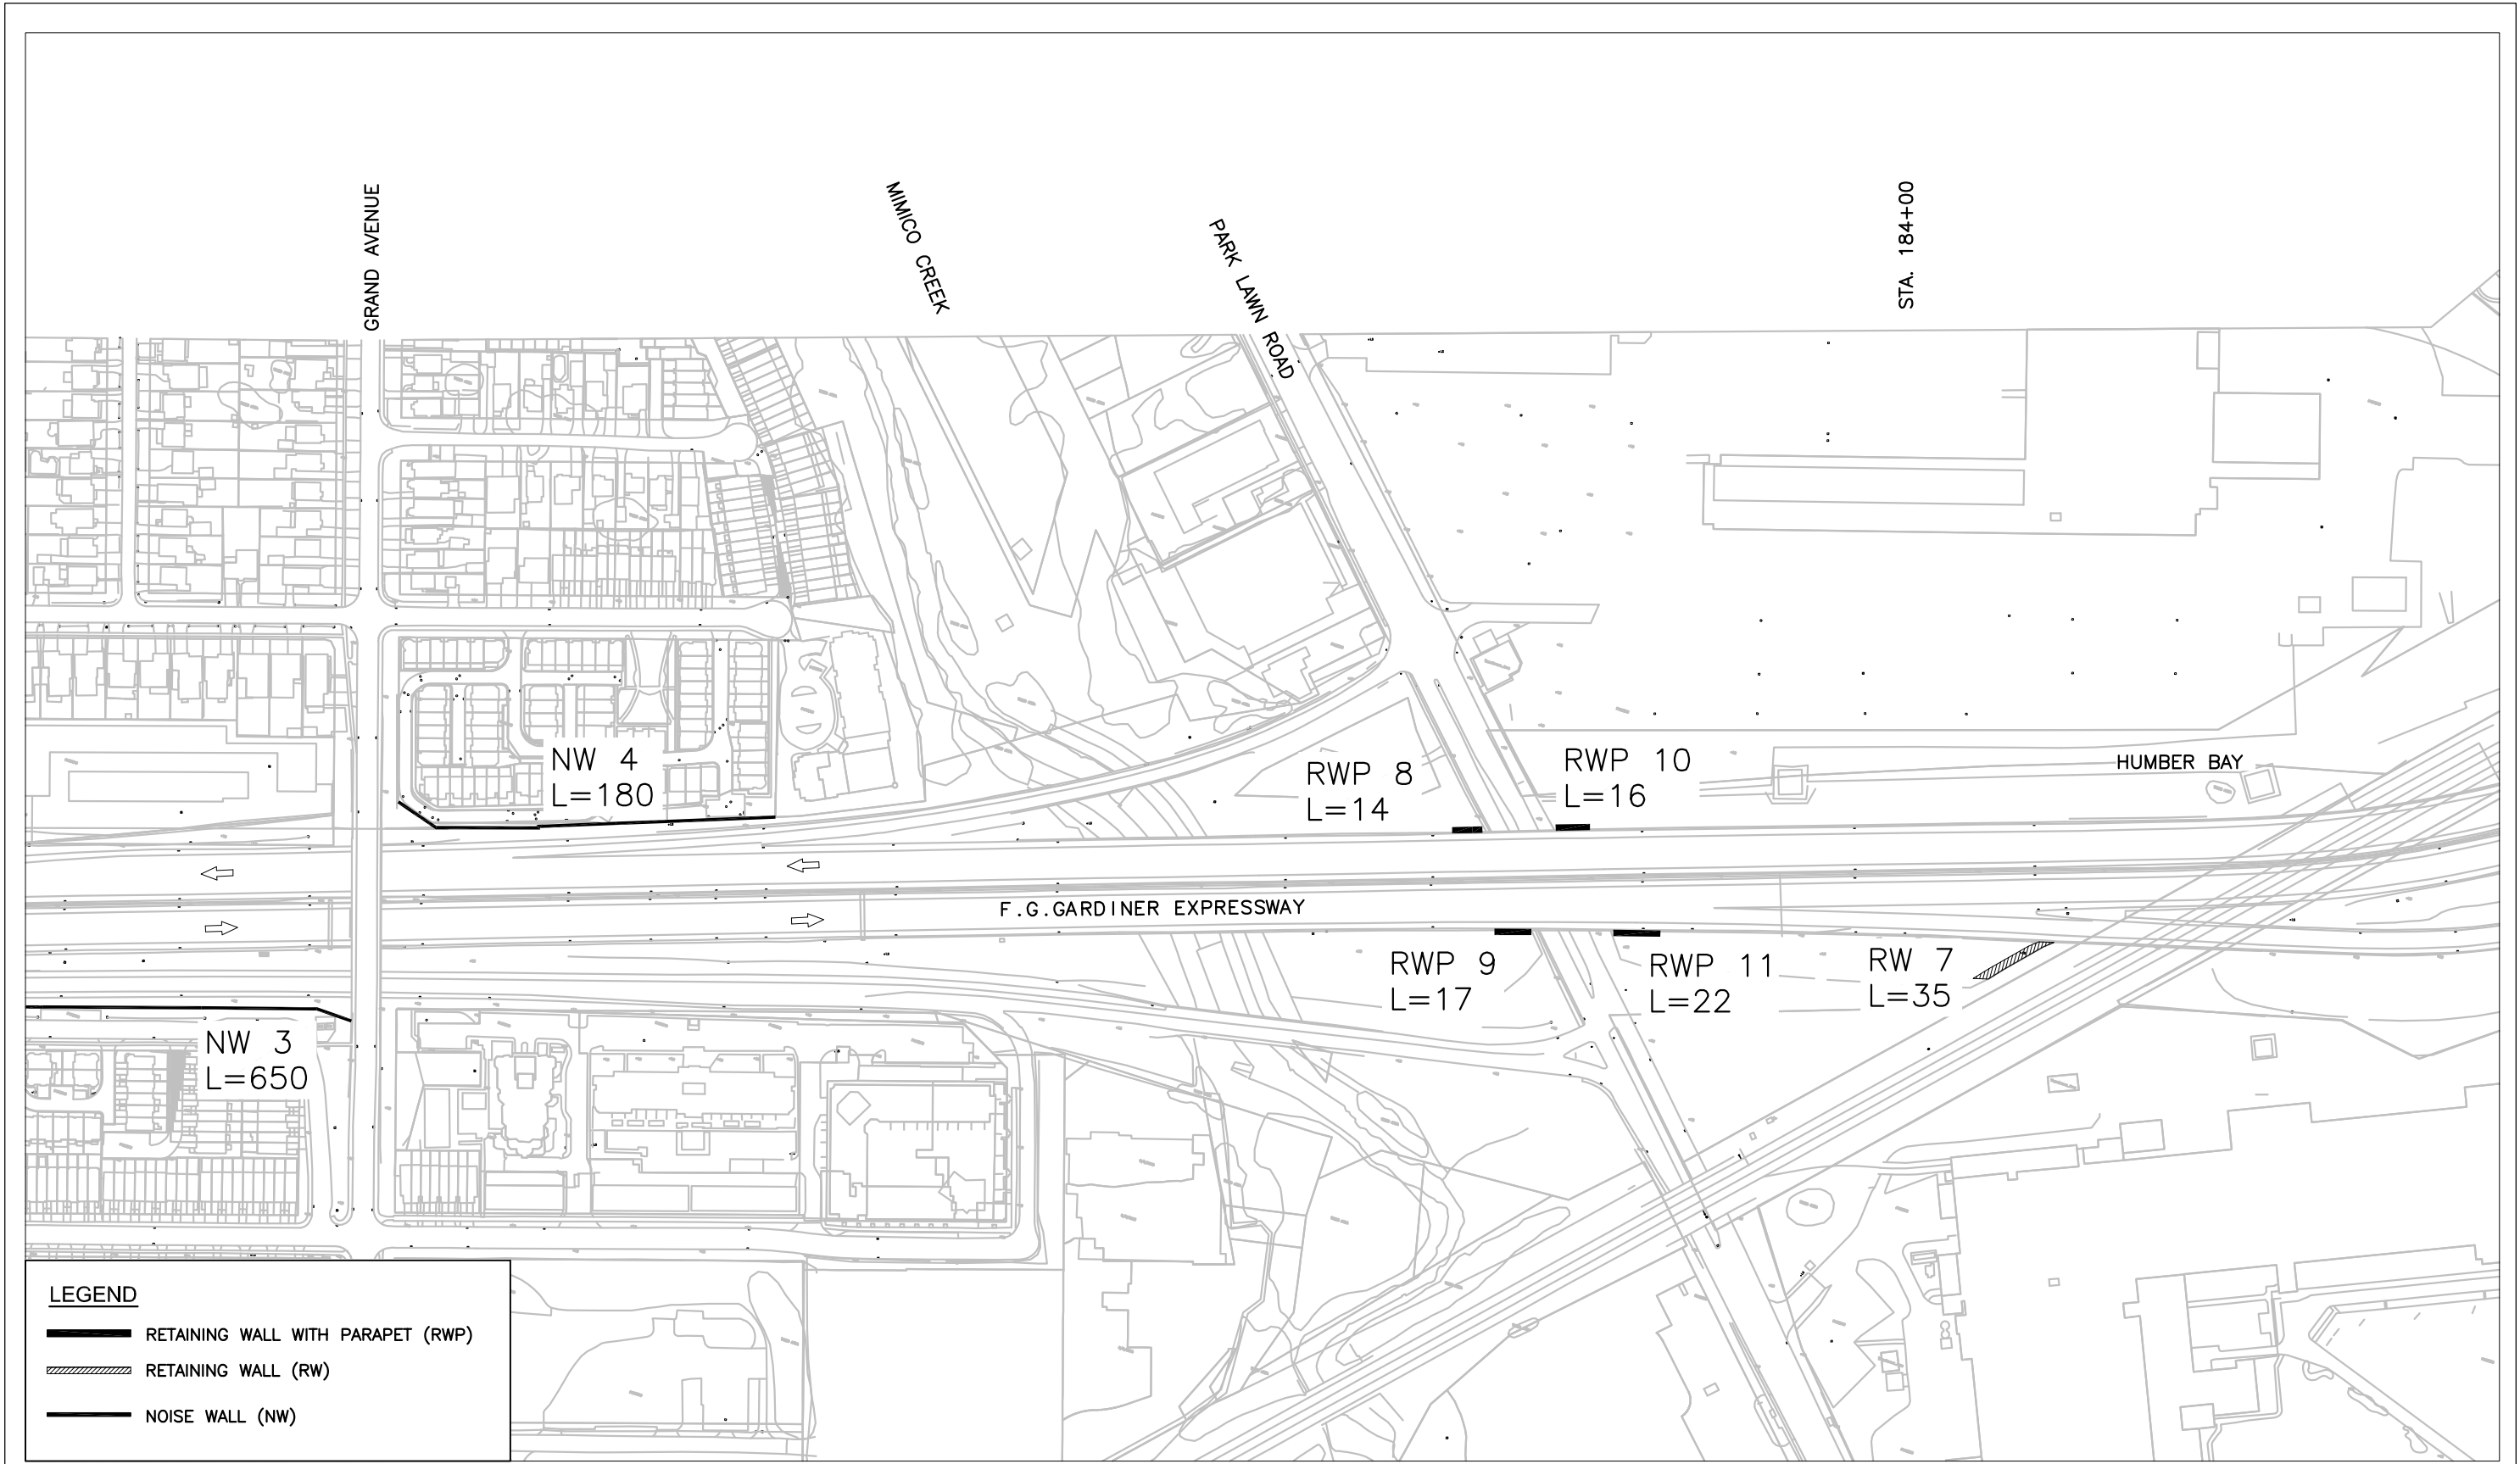 GRAND AVENUE
MIMICO CREEK
PARK LAWN ROAD
STA. 184+00
NW 4
L=180
RWP 8
L=14
RWP 10
L=16
HUMBER BAY
F.G.GARDINER EXPRESSWAY
RWP 9
L=17
RWP 11
L=22
RW 7
L=35
NW 3
L=650
LEGEND
RETAINING WALL WITH PARAPET (RWP)
RETAINING WALL (RW)
NOISE WALL (NW)